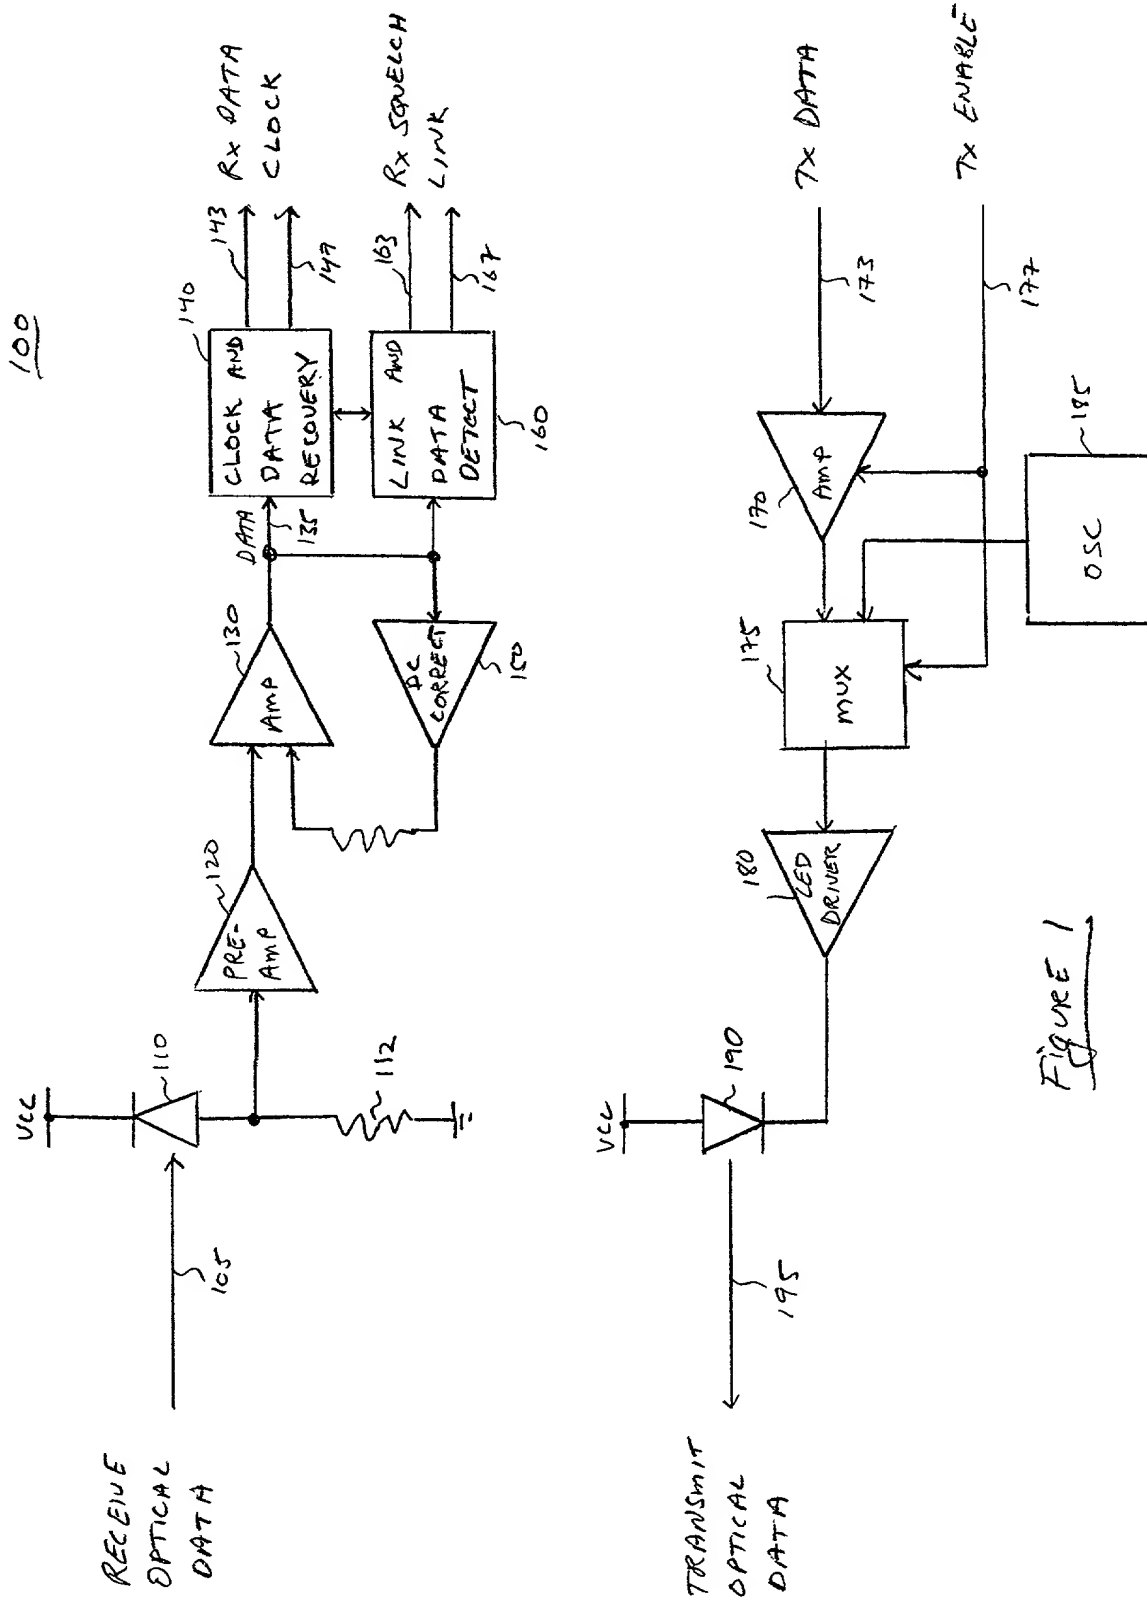 100
VCC
110
RECEIVE
OPTICAL
DATA
105
112
PRE-
AMP
120
AMP
130
DATA
135
CLOCK AND
DATA
RECOVERY
140
143
Rx DATA
CLOCK
147
DC
CORRECT
150
LINK AND
DATA
DETECT
160
163
Rx SQUELCH
LINK
167
VCC
190
TRANSMIT
OPTICAL
DATA
195
180
LED
DRIVER
175
MUX
170
AMP
173
TX DATA
TX ENABLE
177
185
OSC
Figure 1